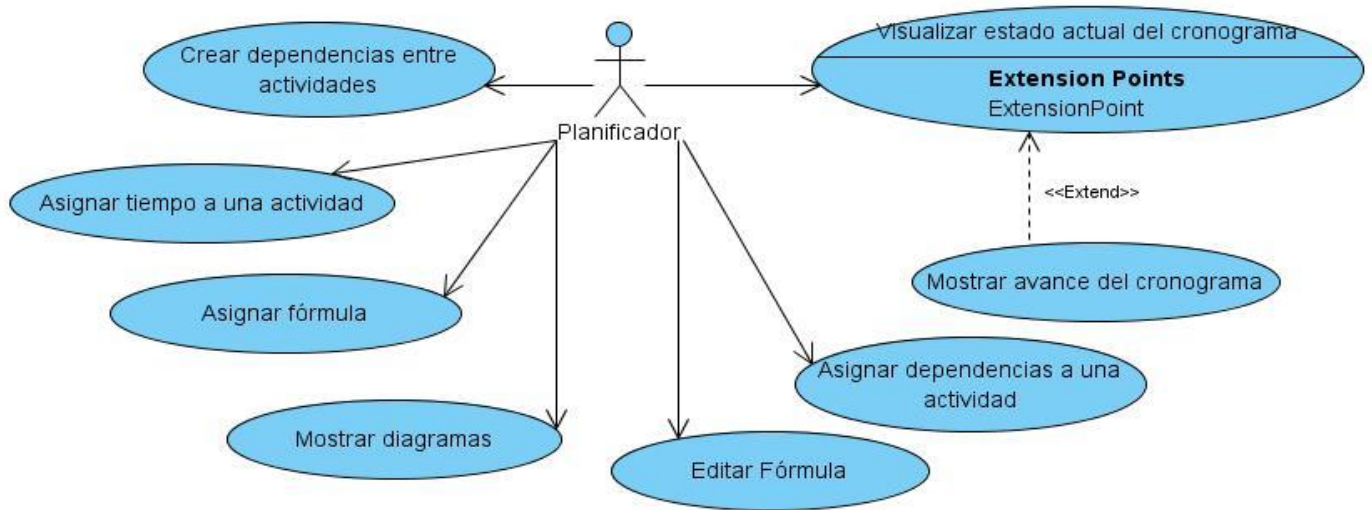 Crear dependencias entre
actividades
Visualizar estado actual del cronograma
Extension Points
ExtensionPoint
Planificador
Asignar tiempo a una actividad
<<Extend>>
Mostrar avance del cronograma
Asignar fórmula
Asignar dependencias a una
actividad
Mostrar diagramas
Editar Fórmula